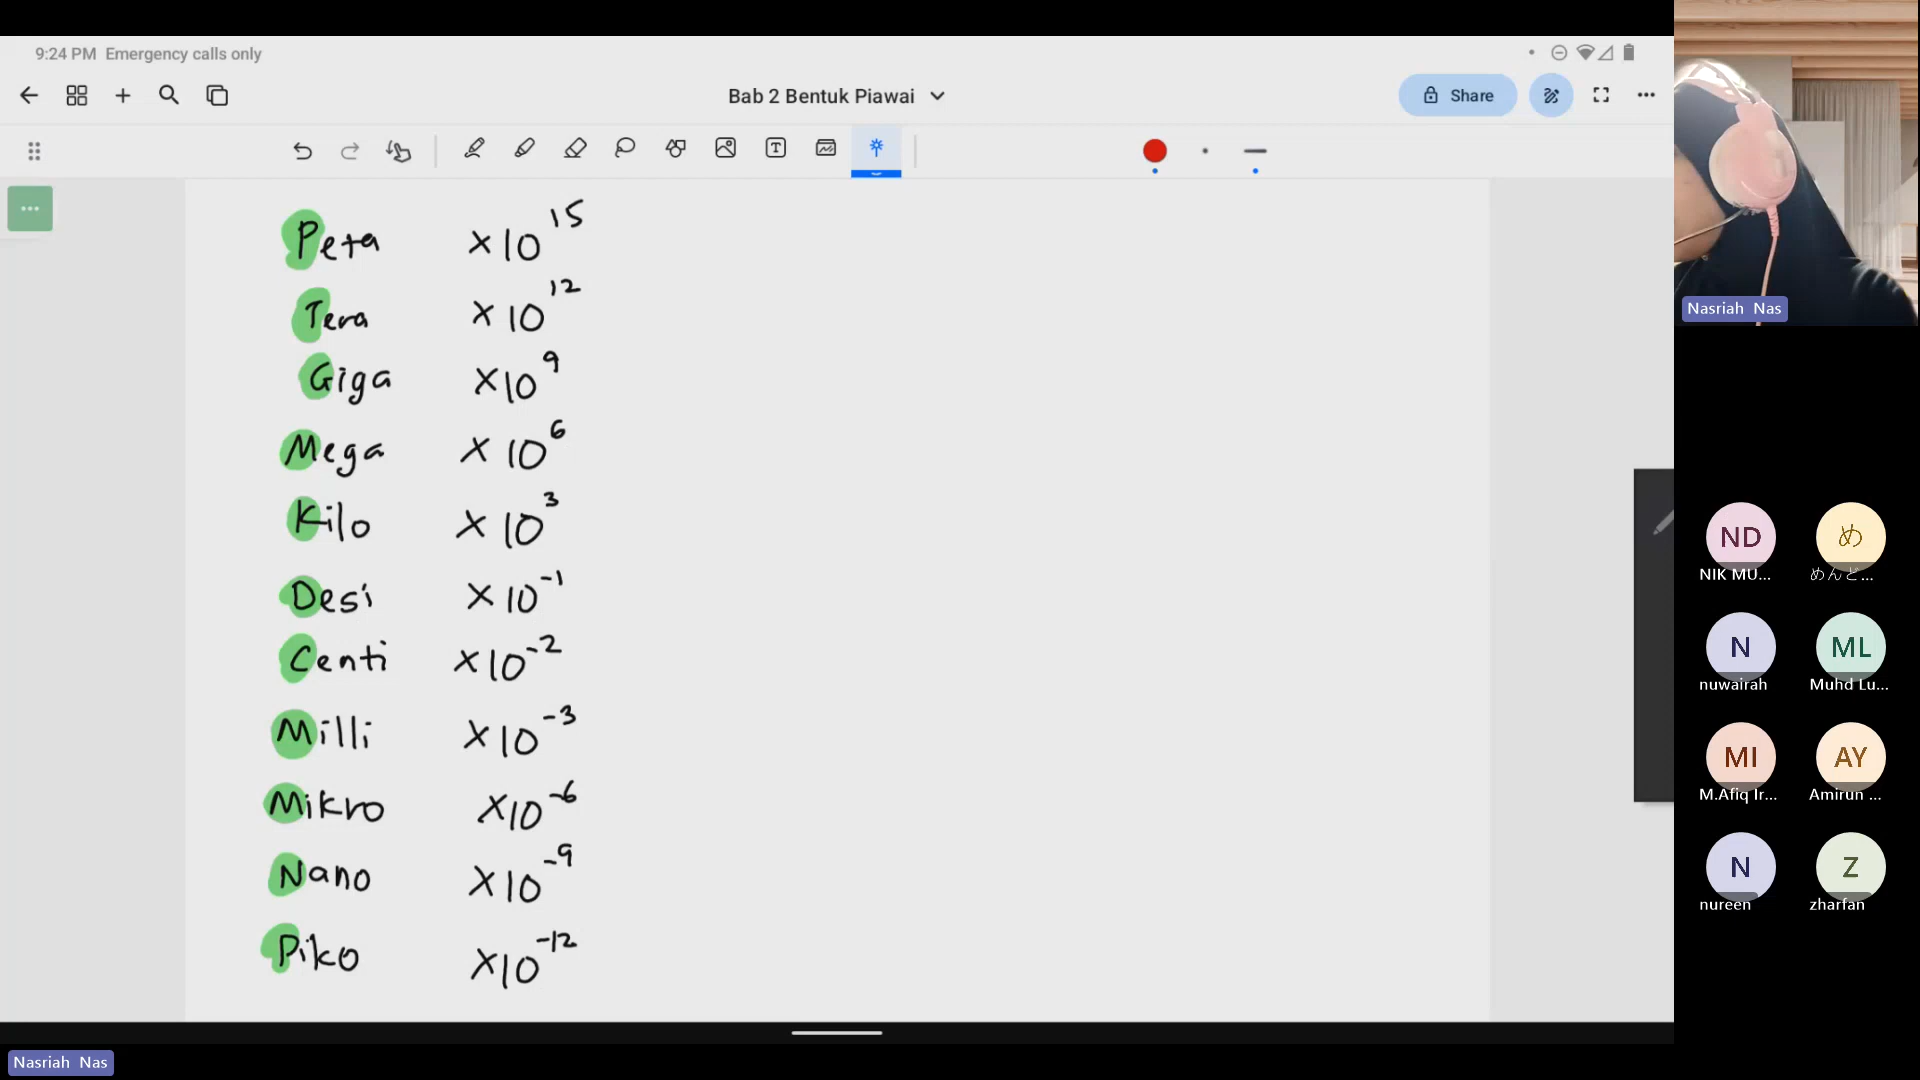 9:24 PM Emergency calls only
Bab 2 Bentuk Piawai
Share
Peta ×10^15
Tera ×10^12
Giga ×10^9
Mega ×10^6
Kilo ×10^3
Desi ×10^-1
Centi ×10^-2
Milli ×10^-3
Mikro ×10^-6
Nano ×10^-9
Piko ×10^-12
Nasriah Nas
ND め
NIK MU... めんど...
N ML
nuwairah Muhd Lu...
MI AY
M.Afiq Ir... Amirun ...
N Z
nureen zharfan
Nasriah Nas